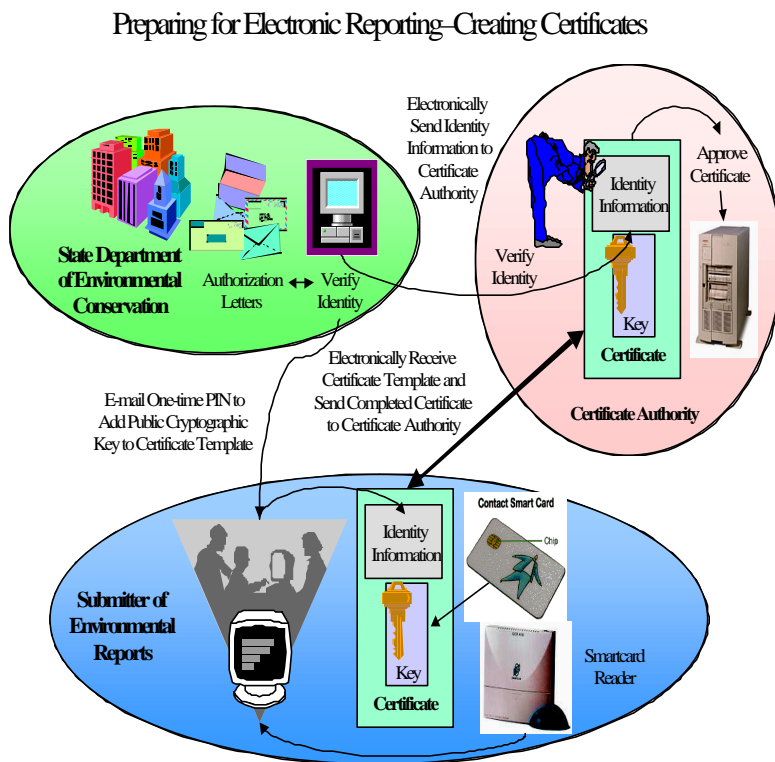 Preparing for Electronic Reporting–Creating Certificates
Electronically
Send Identity
Information to
Certificate
Authority
Approve
Certificate
Identity
Information
Verify
Identity
Key
Certificate
Certificate Authority
State Department
of Environmental
Conservation
Authorization
Letters
Verify
Identity
E-mail One-time PIN to
Add Public Cryptographic
Key to Certificate Template
Electronically Receive
Certificate Template and
Send Completed Certificate
to Certificate Authority
Submitter of
Environmental
Reports
Identity
Information
Key
Certificate
Contact Smart Card
Chip
Smartcard
Reader